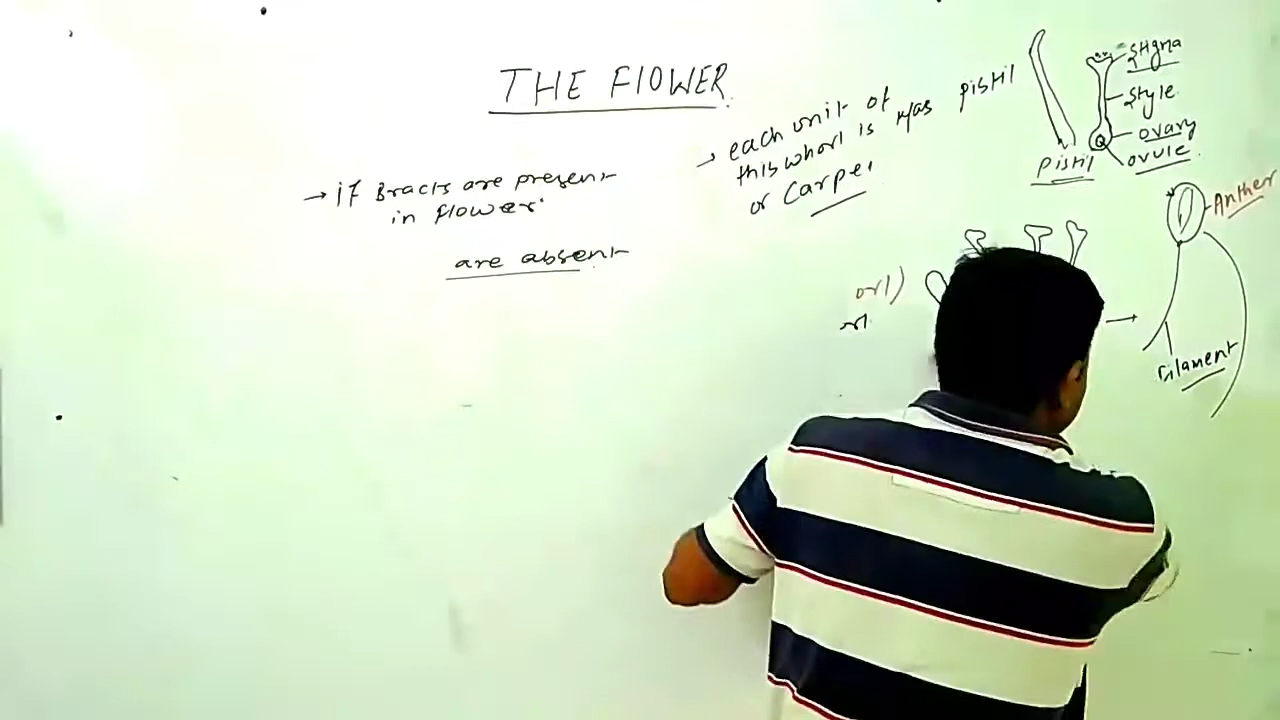 THE FlOWER.
→ if Bracts are present
in flower
are absent
→ each unit of
this whorl is pistil
or Carpel
stigma
style
ovary
ovule
pistil
Anther
Filament